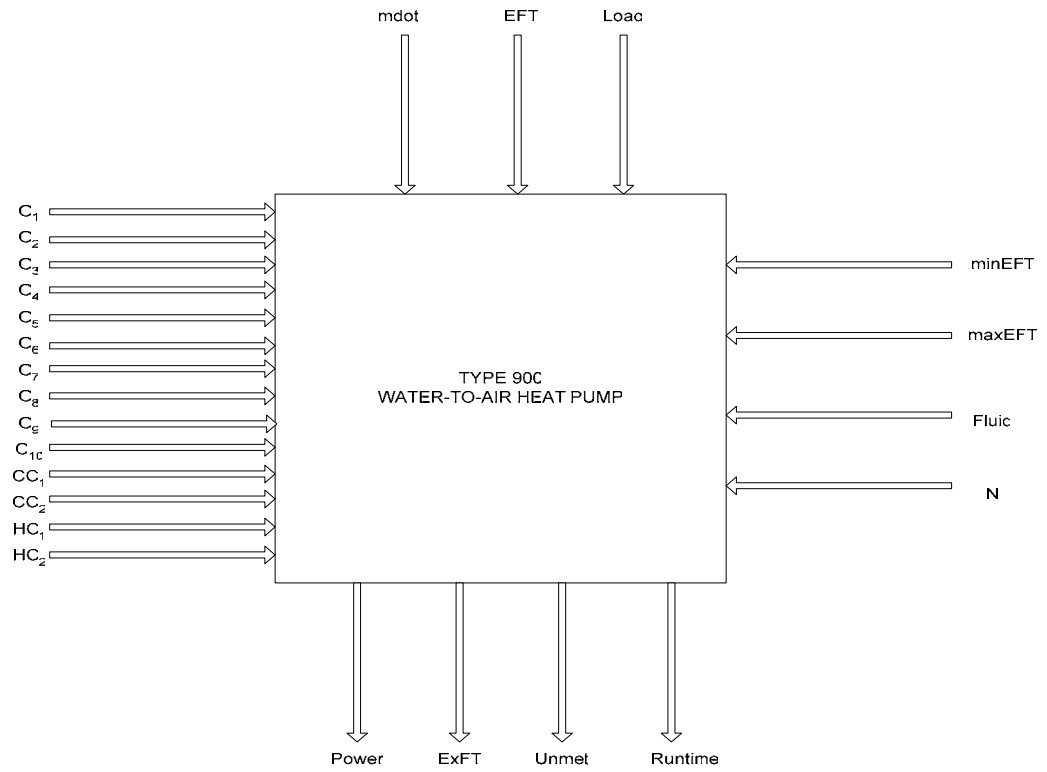 mdot EFT Loac
C₁
C₂
C₃
C₄
C₅
C₆
C₇
C₈
C₉
C₁₀
CC₁
CC₂
HC₁
HC₂
TYPE 900
WATER-TO-AIR HEAT PUMP
minEFT
maxEFT
Fluic
N
Power ExFT Unmet Runtime